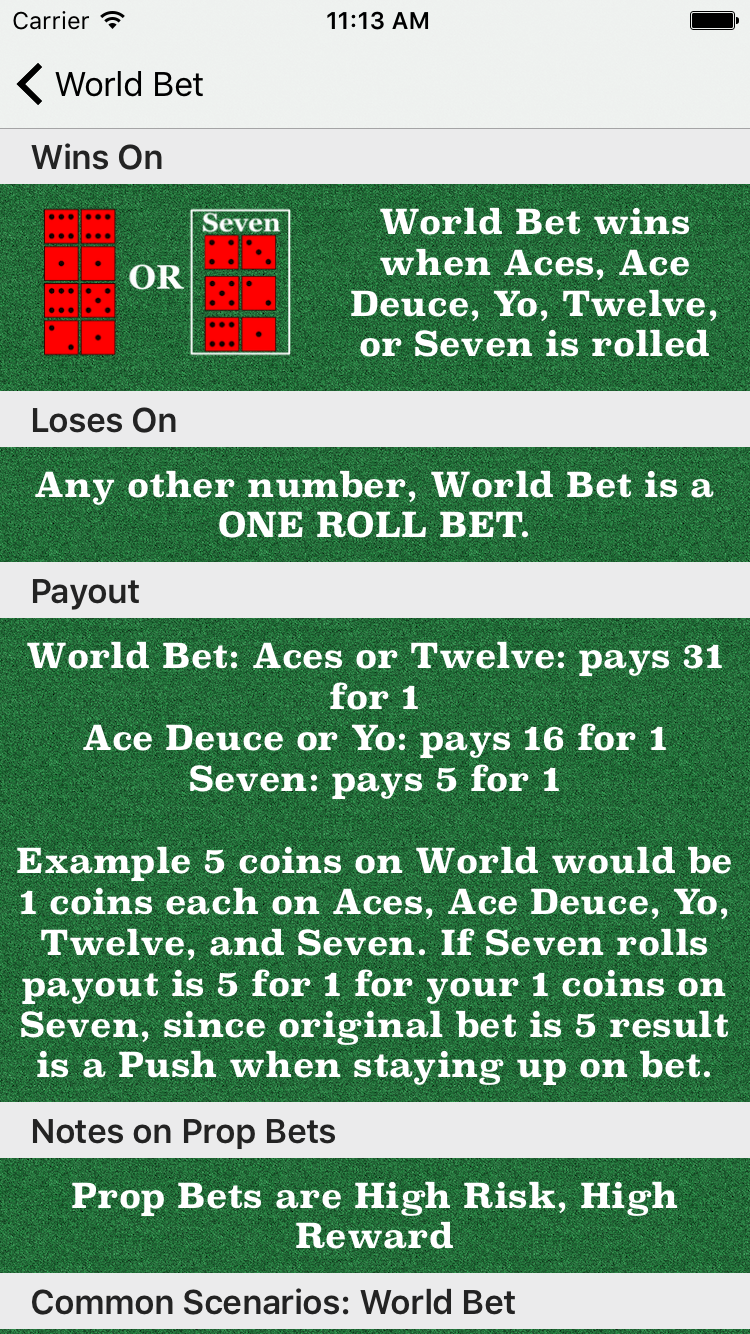 Carrier 11:13 AM
World Bet
Wins On
OR
Seven
World Bet wins
when Aces, Ace
Deuce, Yo, Twelve,
or Seven is rolled
Loses On
Any other number, World Bet is a
ONE ROLL BET.
Payout
World Bet: Aces or Twelve: pays 31
for 1
Ace Deuce or Yo: pays 16 for 1
Seven: pays 5 for 1
Example 5 coins on World would be
1 coins each on Aces, Ace Deuce, Yo,
Twelve, and Seven. If Seven rolls
payout is 5 for 1 for your 1 coins on
Seven, since original bet is 5 result
is a Push when staying up on bet.
Notes on Prop Bets
Prop Bets are High Risk, High
Reward
Common Scenarios: World Bet